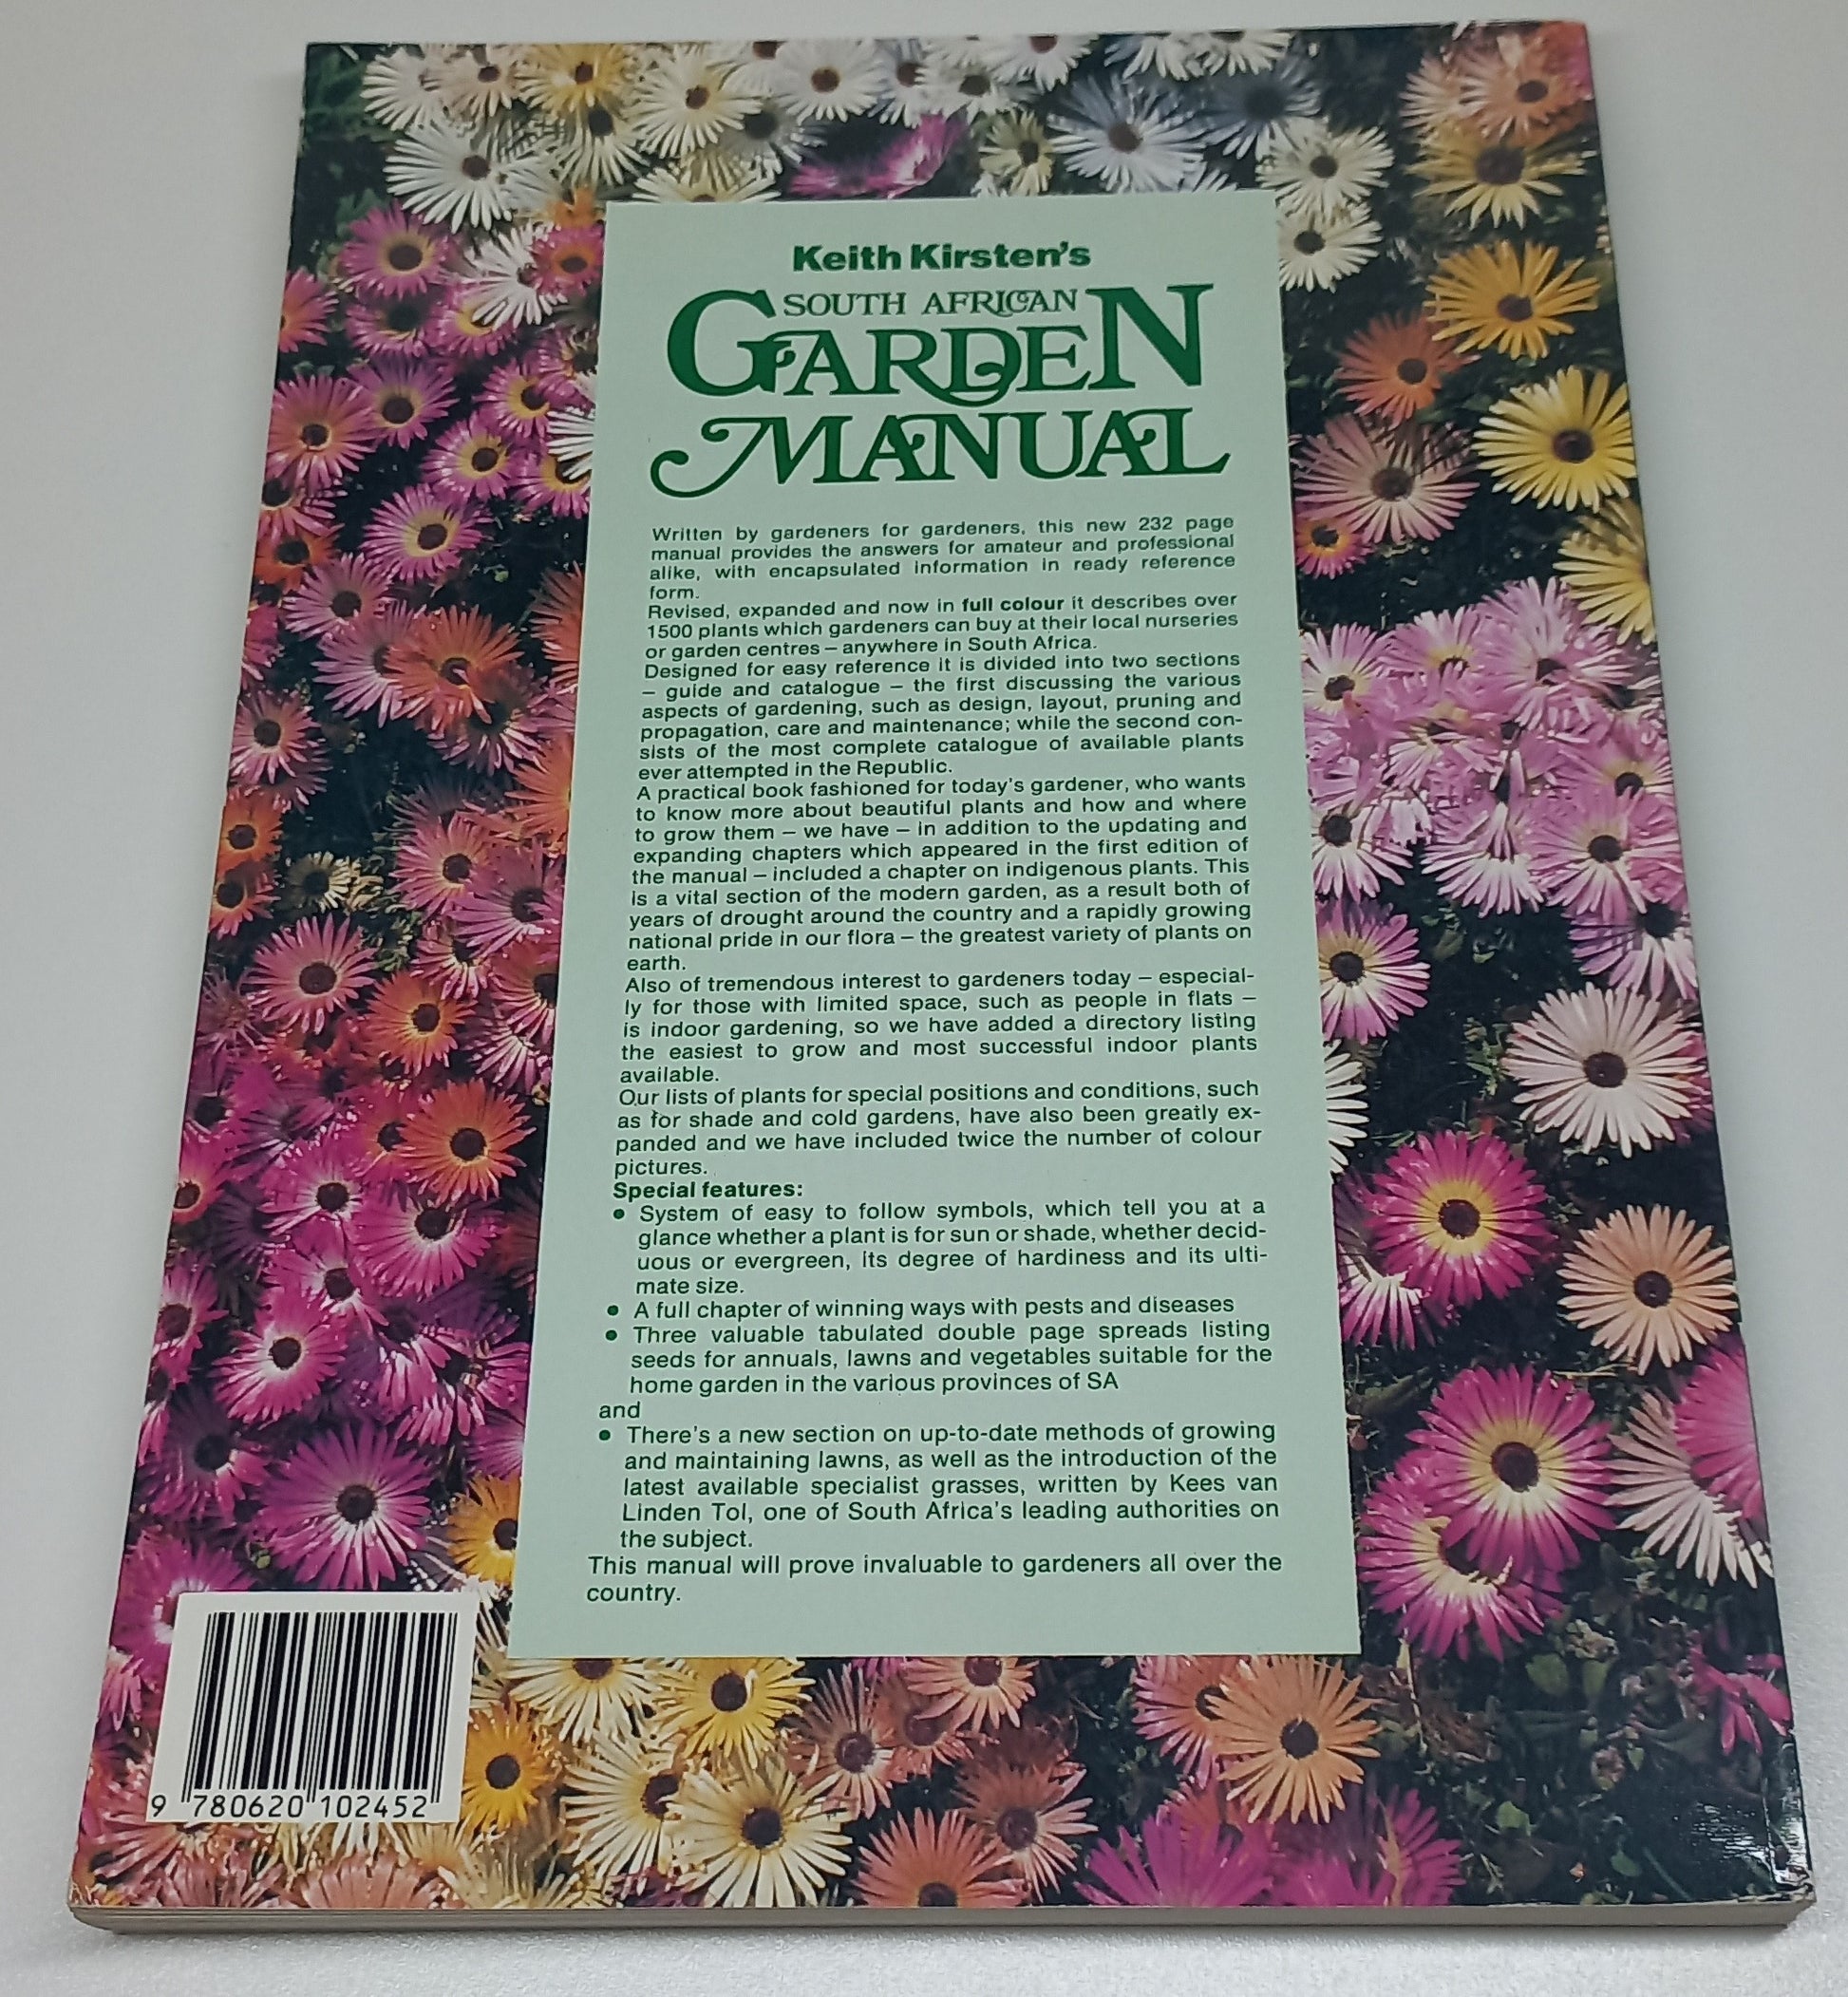 Keith Kirsten's
SOUTH AFRICAN
GARDEN
MANUAL
Written by gardeners for gardeners, this new 232 page
manual provides the answers for amateur and professional
alike, with encapsulated information in ready reference
form.
Revised, expanded and now in full colour it describes over
1500 plants which gardeners can buy at their local nurseries
or garden centres – anywhere in South Africa.
Designed for easy reference it is divided into two sections
– guide and catalogue – the first discussing the various
aspects of gardening, such as design, layout, pruning and
propagation, care and maintenance; while the second con-
sists of the most complete catalogue of available plants
ever attempted in the Republic.
A practical book fashioned for today's gardener, who wants
to know more about beautiful plants and how and where
to grow them – we have – in addition to the updating and
expanding chapters which appeared in the first edition of
the manual – included a chapter on indigenous plants. This
is a vital section of the modern garden, as a result both of
years of drought around the country and a rapidly growing
national pride in our flora – the greatest variety of plants on
earth.
Also of tremendous interest to gardeners today – especial-
ly for those with limited space, such as people in flats –
is indoor gardening, so we have added a directory listing
the easiest to grow and most successful indoor plants
available.
Our lists of plants for special positions and conditions, such
as for shade and cold gardens, have also been greatly ex-
panded and we have included twice the number of colour
pictures.
Special features:
• System of easy to follow symbols, which tell you at a
glance whether a plant is for sun or shade, whether decid-
uous or evergreen, its degree of hardiness and its ulti-
mate size.
• A full chapter of winning ways with pests and diseases
• Three valuable tabulated double page spreads listing
seeds for annuals, lawns and vegetables suitable for the
home garden in the various provinces of SA
and
• There's a new section on up-to-date methods of growing
and maintaining lawns, as well as the introduction of the
latest available specialist grasses, written by Kees van
Linden Tol, one of South Africa's leading authorities on
the subject.
This manual will prove invaluable to gardeners all over the
country.
9 780620 102452